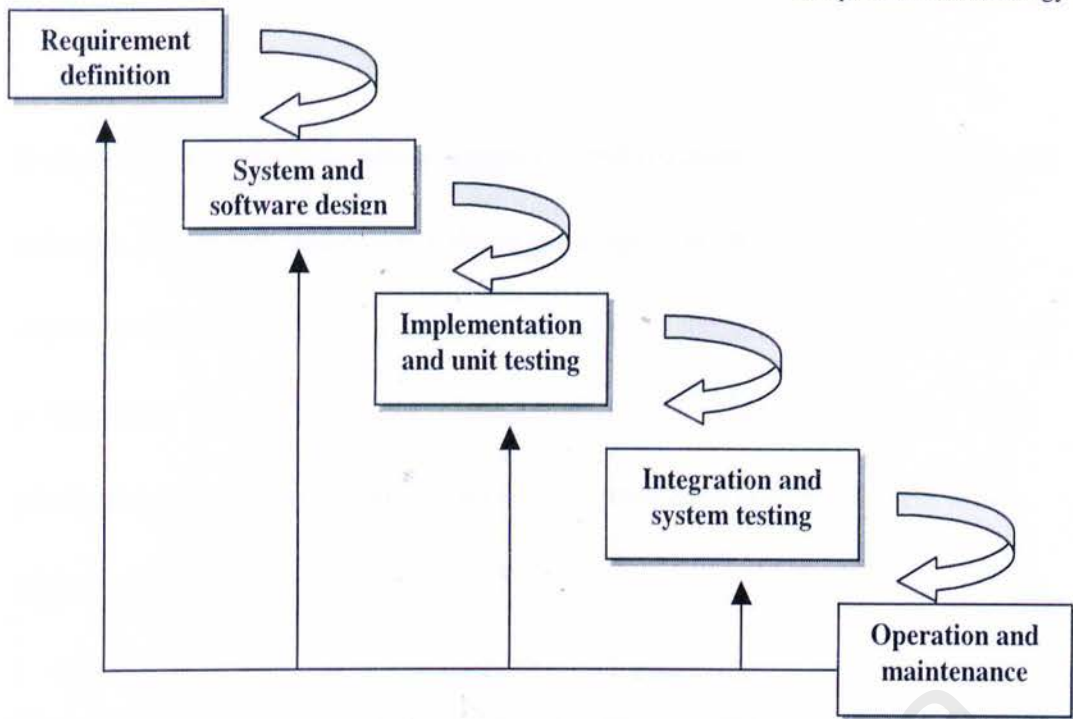 Requirement
definition
System and
software design
Implementation
and unit testing
Integration and
system testing
Operation and
maintenance